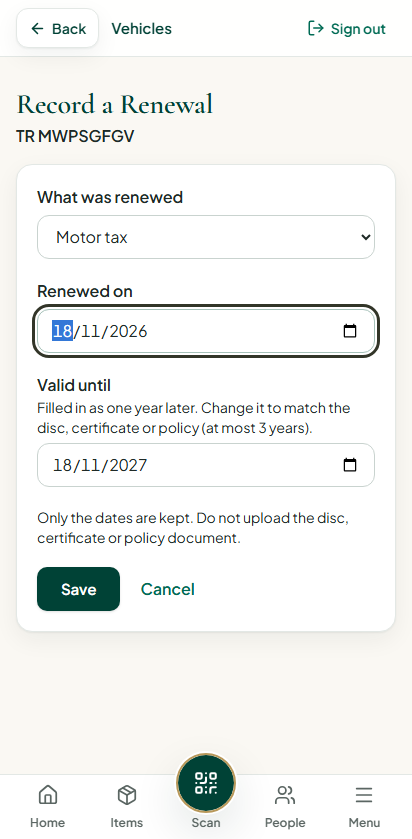 Back
Vehicles
Sign out
Record a Renewal
TR MWPSGFGV
What was renewed
Motor tax
Renewed on
18/11/2026
Valid until
Filled in as one year later. Change it to match the
disc, certificate or policy (at most 3 years).
18/11/2027
Only the dates are kept. Do not upload the disc,
certificate or policy document.
Save
Cancel
Home
Items
Scan
People
Menu